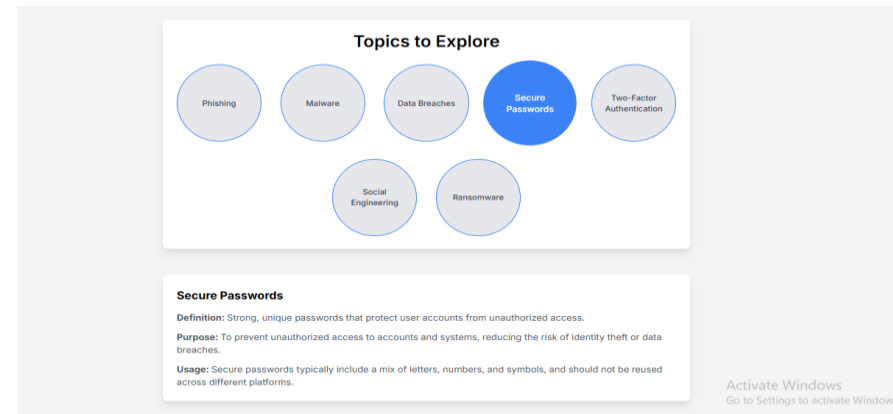 Topics to Explore
Phishing
Malware
Data Breaches
Secure
Passwords
Two-Factor
Authentication
Social
Engineering
Ransomware
Secure Passwords
Definition: Strong, unique passwords that protect user accounts from unauthorized access.
Purpose: To prevent unauthorized access to accounts and systems, reducing the risk of identity theft or data
breaches.
Usage: Secure passwords typically include a mix of letters, numbers, and symbols, and should not be reused
across different platforms.
Activate Windows
Go to Settings to activate Window